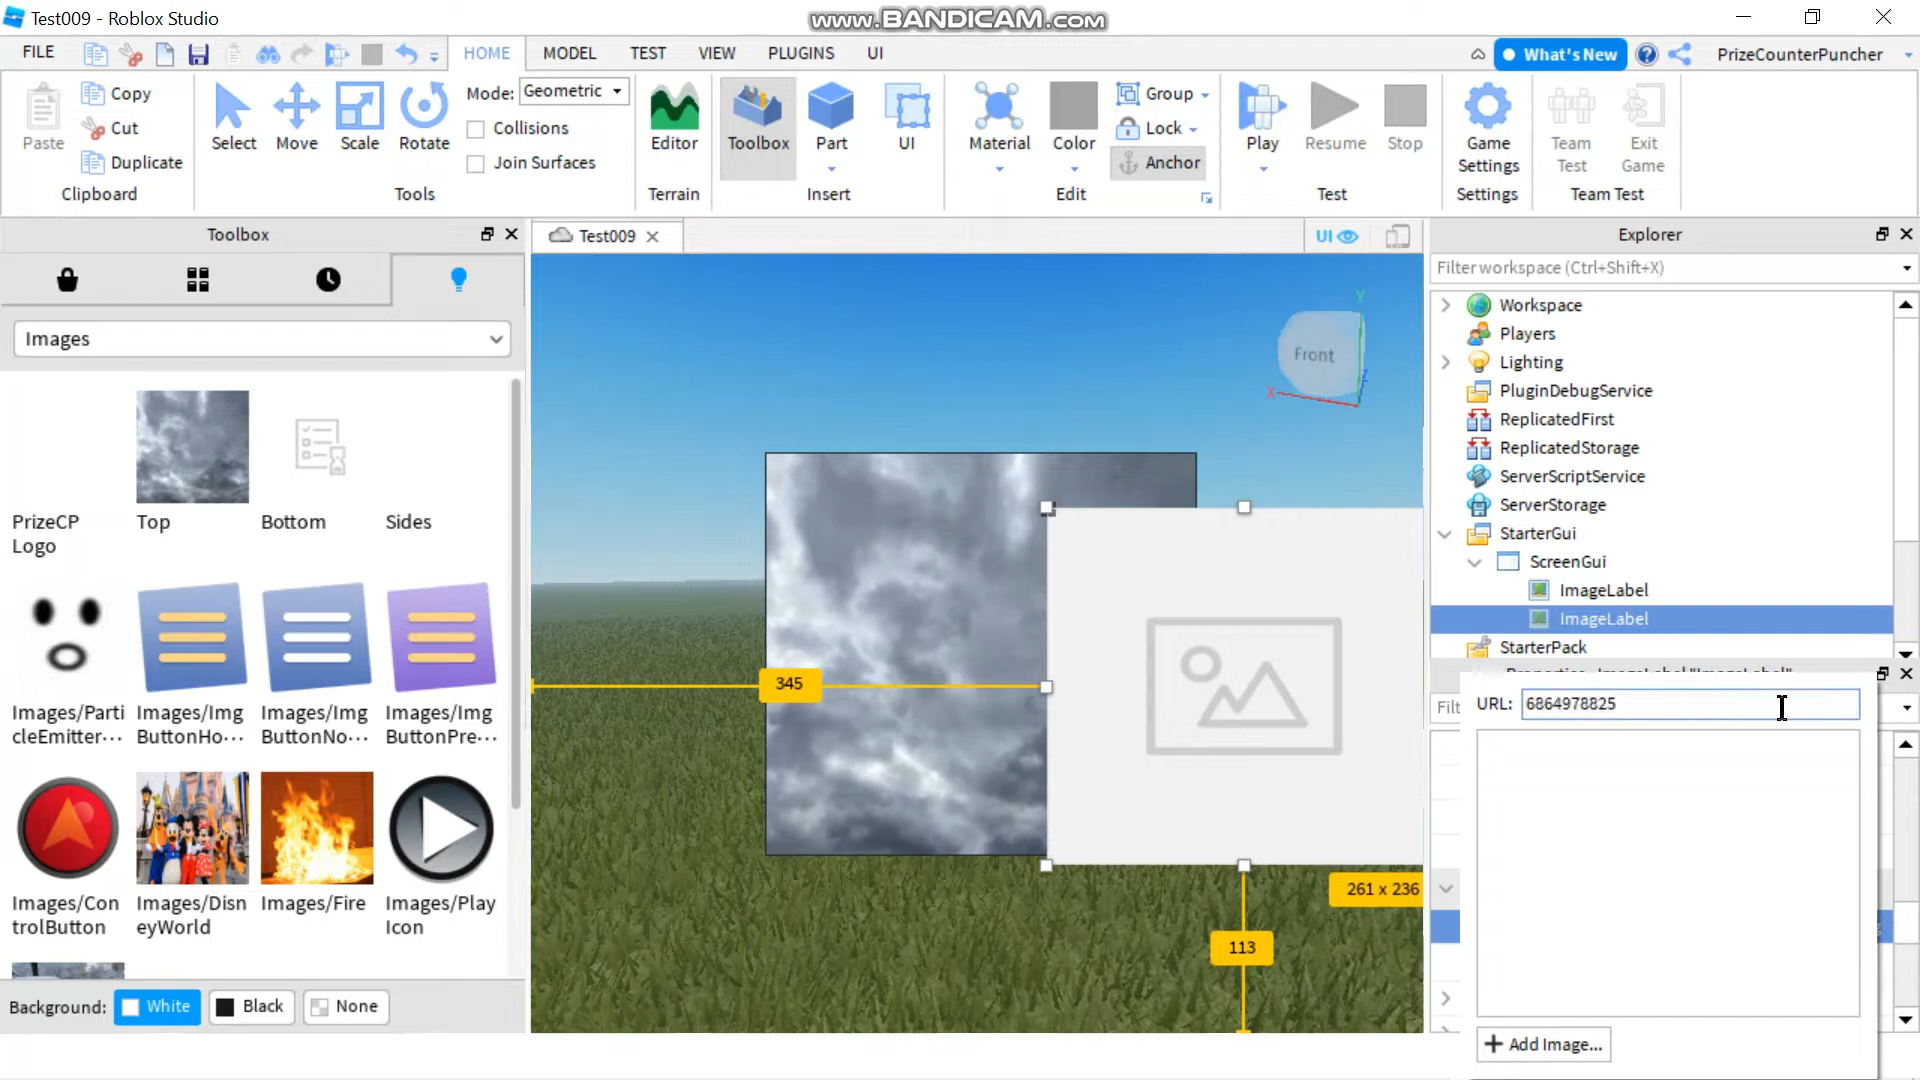 Test009 - Roblox Studio
www.BANDICAM.com
FILE
HOME
MODEL
TEST
VIEW
PLUGINS
UI
What's New
PrizeCounterPuncher
Paste
Copy
Cut
Duplicate
Clipboard
Select
Move
Scale
Rotate
Mode: Geometric
Collisions
Join Surfaces
Tools
Editor
Terrain
Toolbox
Part
UI
Insert
Material
Color
Group
Lock
Anchor
Edit
Play
Resume
Stop
Test
Game
Settings
Settings
Team
Test
Exit
Game
Team Test
Toolbox
Images
PrizeCP
Logo
Top
Bottom
Sides
Images/Parti
cleEmitter...
Images/Img
ButtonHo...
Images/Img
ButtonNo...
Images/Img
ButtonPre...
Images/Con
trolButton
Images/Disn
eyWorld
Images/Fire
Images/Play
Icon
Background:
White
Black
None
Test009
UI
Front
Y
X
Z
345
261 x 236
113
Explorer
Filter workspace (Ctrl+Shift+X)
Workspace
Players
Lighting
PluginDebugService
ReplicatedFirst
ReplicatedStorage
ServerScriptService
ServerStorage
StarterGui
ScreenGui
ImageLabel
ImageLabel
StarterPack
Properties - ImageLabel "ImageLabel"
Filt
URL: 6864978825
+ Add Image...